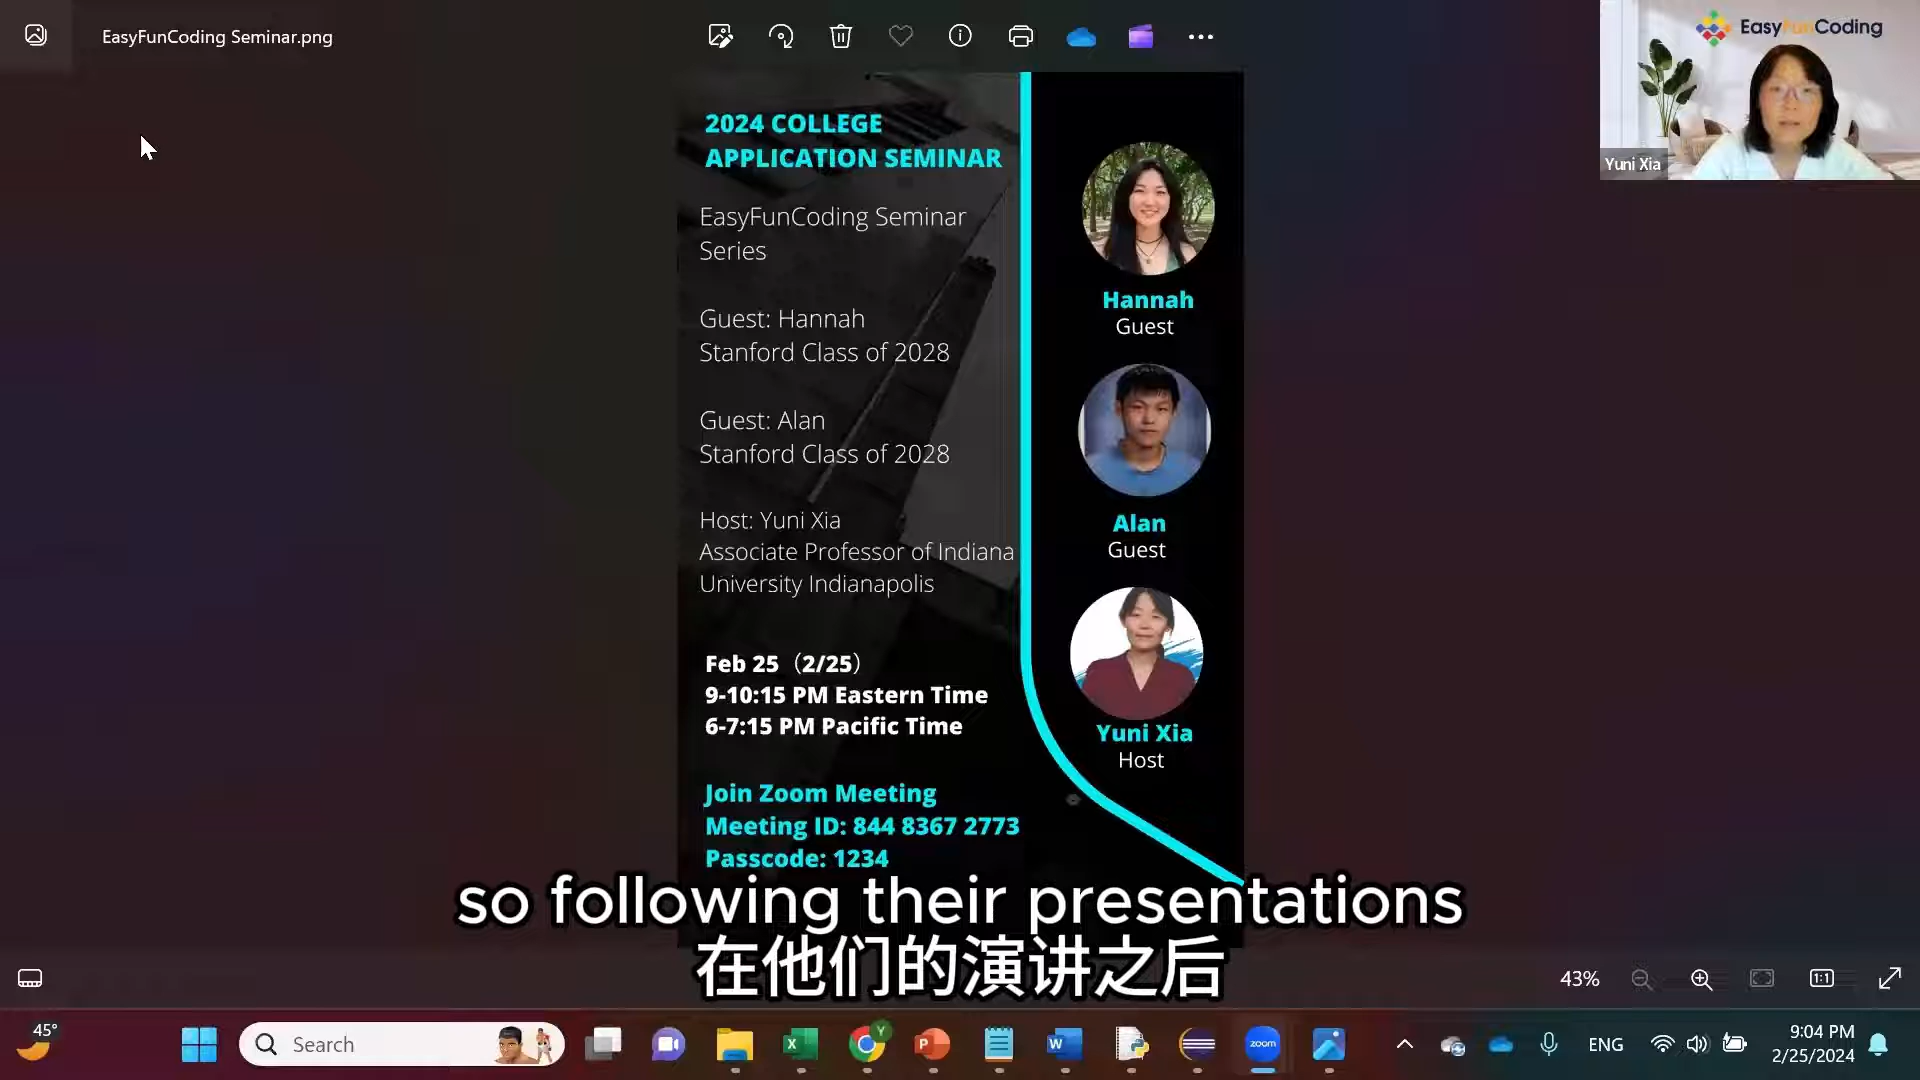 EasyFunCoding Seminar.png
EasyFunCoding
Yuni Xia
2024 COLLEGE
APPLICATION SEMINAR
EasyFunCoding Seminar
Series
Guest: Hannah
Stanford Class of 2028
Guest: Alan
Stanford Class of 2028
Host: Yuni Xia
Associate Professor of Indiana
University Indianapolis
Feb 25（2/25）
9-10:15 PM Eastern Time
6-7:15 PM Pacific Time
Join Zoom Meeting
Meeting ID: 844 8367 2773
Passcode: 1234
Hannah
Guest
Alan
Guest
Yuni Xia
Host
so following their presentations
在他们的演讲之后
43%
1:1
45°
Search
X
Y
P
W
zoom
ENG
9:04 PM
2/25/2024